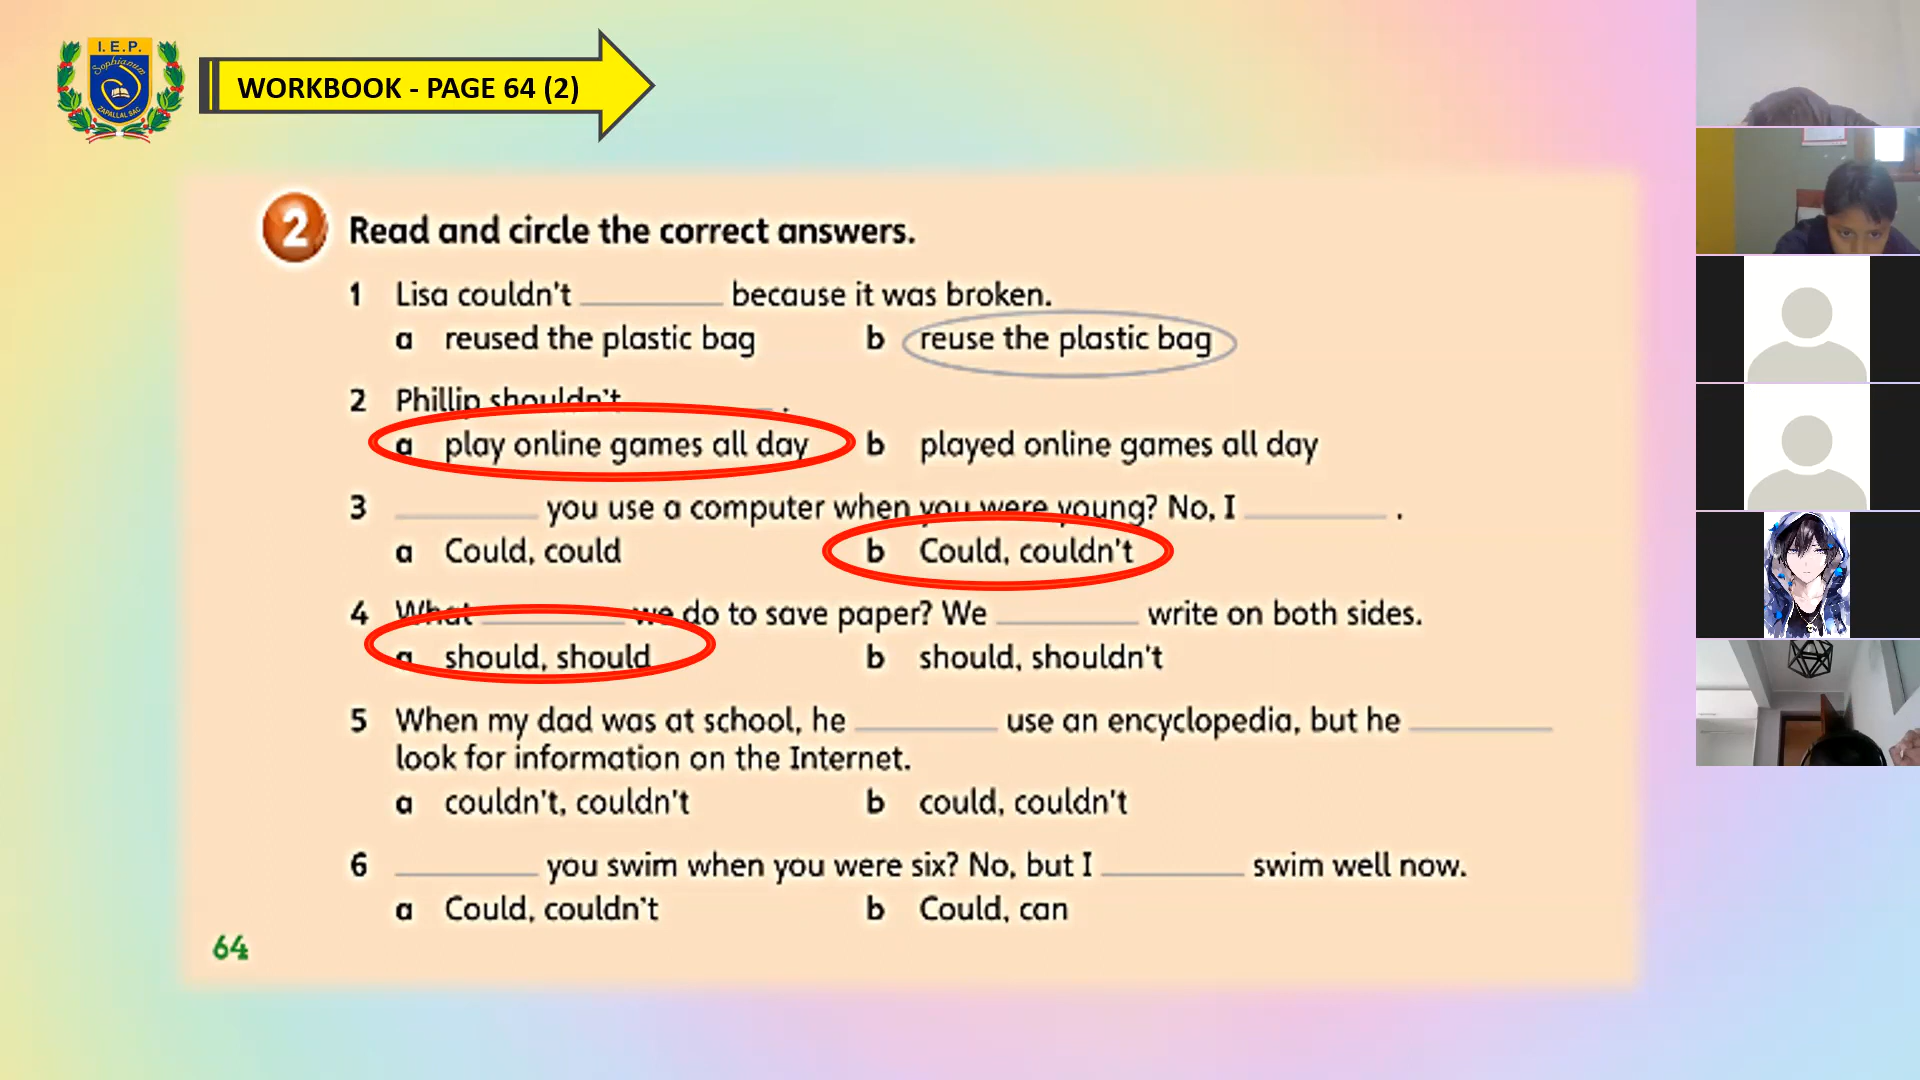 I.E.P.
Sophianum
ZAPALLAL SAC
WORKBOOK - PAGE 64 (2)
2 Read and circle the correct answers.
1 Lisa couldn't ________ because it was broken.
a reused the plastic bag b reuse the plastic bag
2 Phillip shouldn't ________ .
a play online games all day b played online games all day
3 ________ you use a computer when you were young? No, I ________ .
a Could, could b Could, couldn't
4 What ________ we do to save paper? We ________ write on both sides.
a should, should b should, shouldn't
5 When my dad was at school, he ________ use an encyclopedia, but he ________
look for information on the Internet.
a couldn't, couldn't b could, couldn't
6 ________ you swim when you were six? No, but I ________ swim well now.
a Could, couldn't b Could, can
64